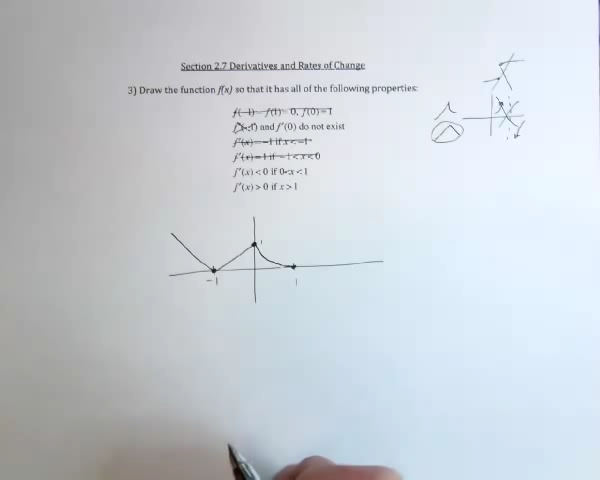 Section 2.7 Derivatives and Rates of Change
3) Draw the function f(x) so that it has all of the following properties:
f(-1) = f(1) = 0, f(0) = 1
and f'(0) do not exist
f'(x) = -1 if x < -1
f'(x) = 1 if -1 < x < 0
f'(x) < 0 if 0 < x < 1
f'(x) > 0 if x > 1
1
-1 1